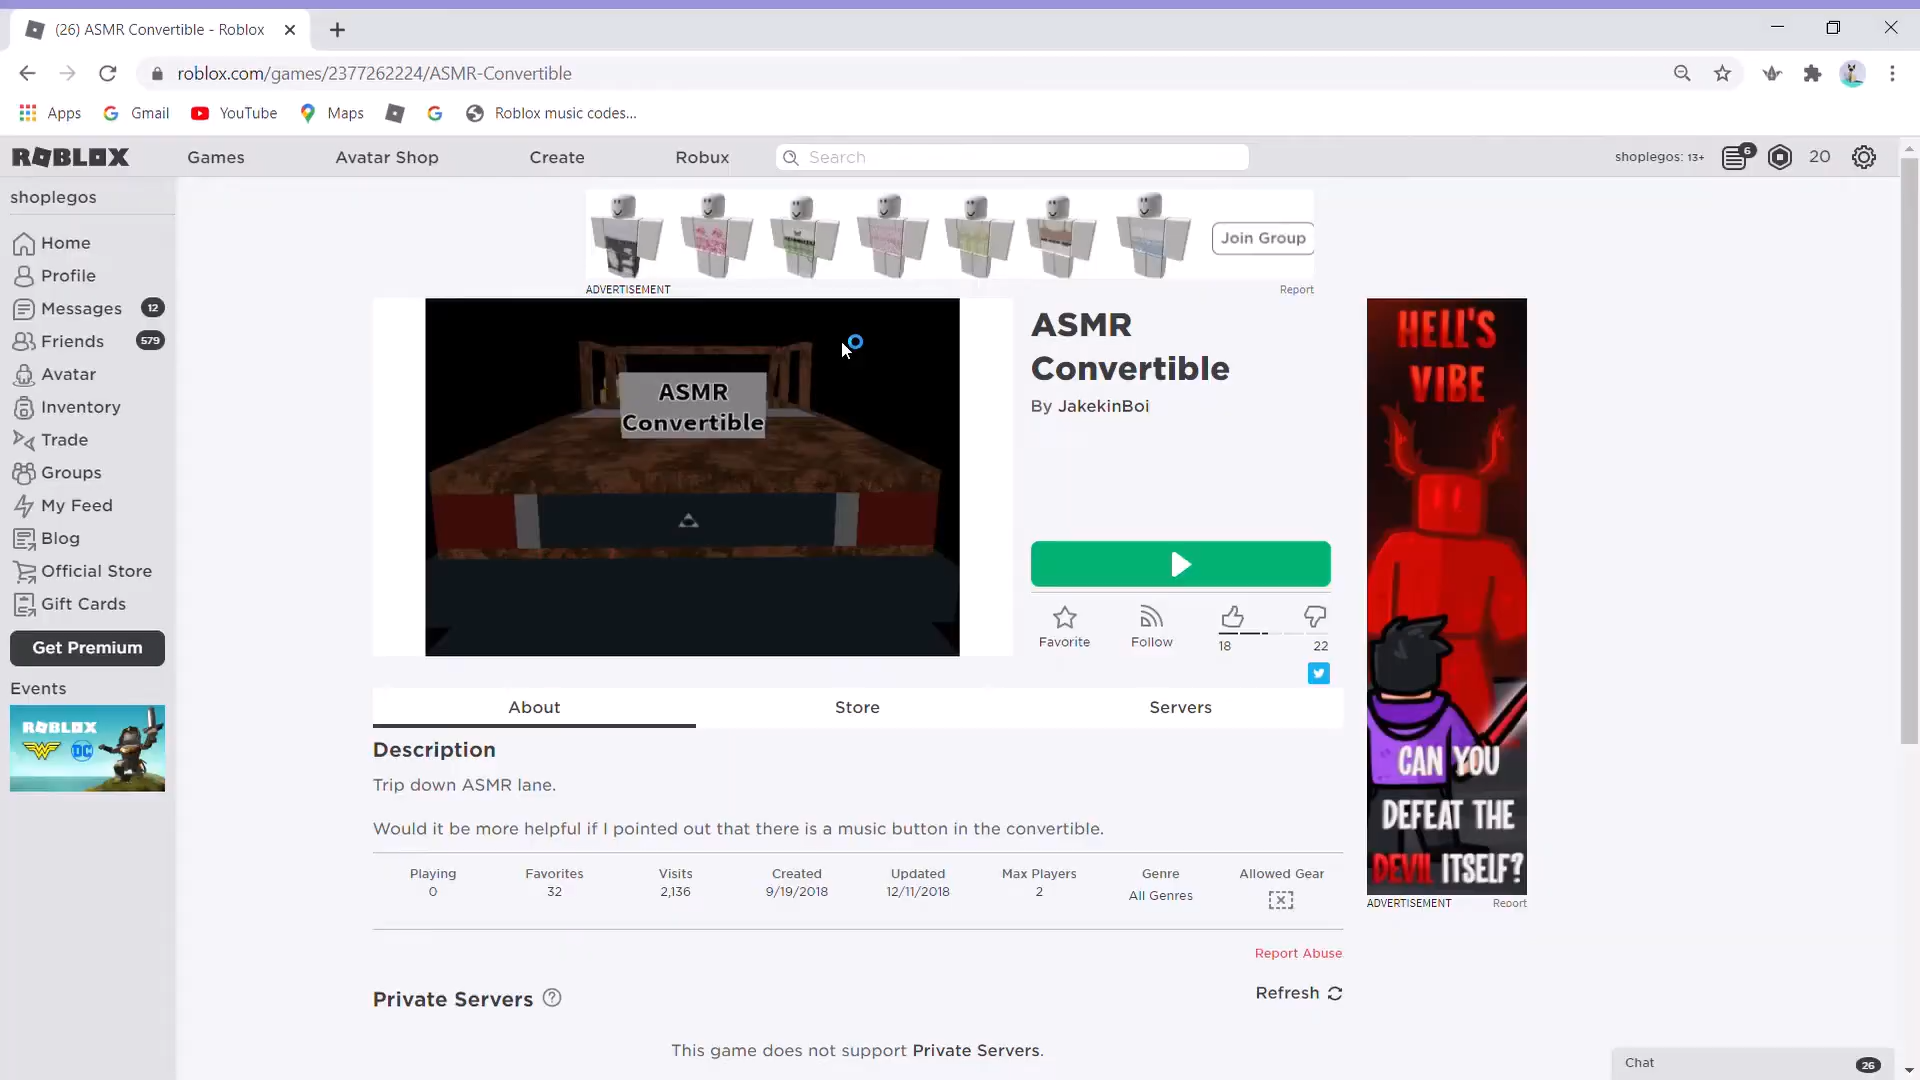 (26) ASMR Convertible - Roblox
roblox.com/games/2377262224/ASMR-Convertible
Apps
Gmail
YouTube
Maps
Roblox music codes...
ROBLOX
Games
Avatar Shop
Create
Robux
Search
shoplegos: 13+
6
20
shoplegos
Home
Profile
Messages 12
Friends 579
Avatar
Inventory
Trade
Groups
My Feed
Blog
Official Store
Gift Cards
Get Premium
Events
ROBLOX
DC
Join Group
ADVERTISEMENT
Report
ASMR
Convertible
ASMR
Convertible
By JakekinBoi
Favorite
Follow
18
22
HELL'S
VIBE
CAN YOU
DEFEAT THE
DEVIL ITSELF?
ADVERTISEMENT
Report
About
Store
Servers
Description
Trip down ASMR lane.
Would it be more helpful if I pointed out that there is a music button in the convertible.
Playing
0
Favorites
32
Visits
2,136
Created
9/19/2018
Updated
12/11/2018
Max Players
2
Genre
All Genres
Allowed Gear
Report Abuse
Private Servers
Refresh
This game does not support Private Servers.
Chat
26